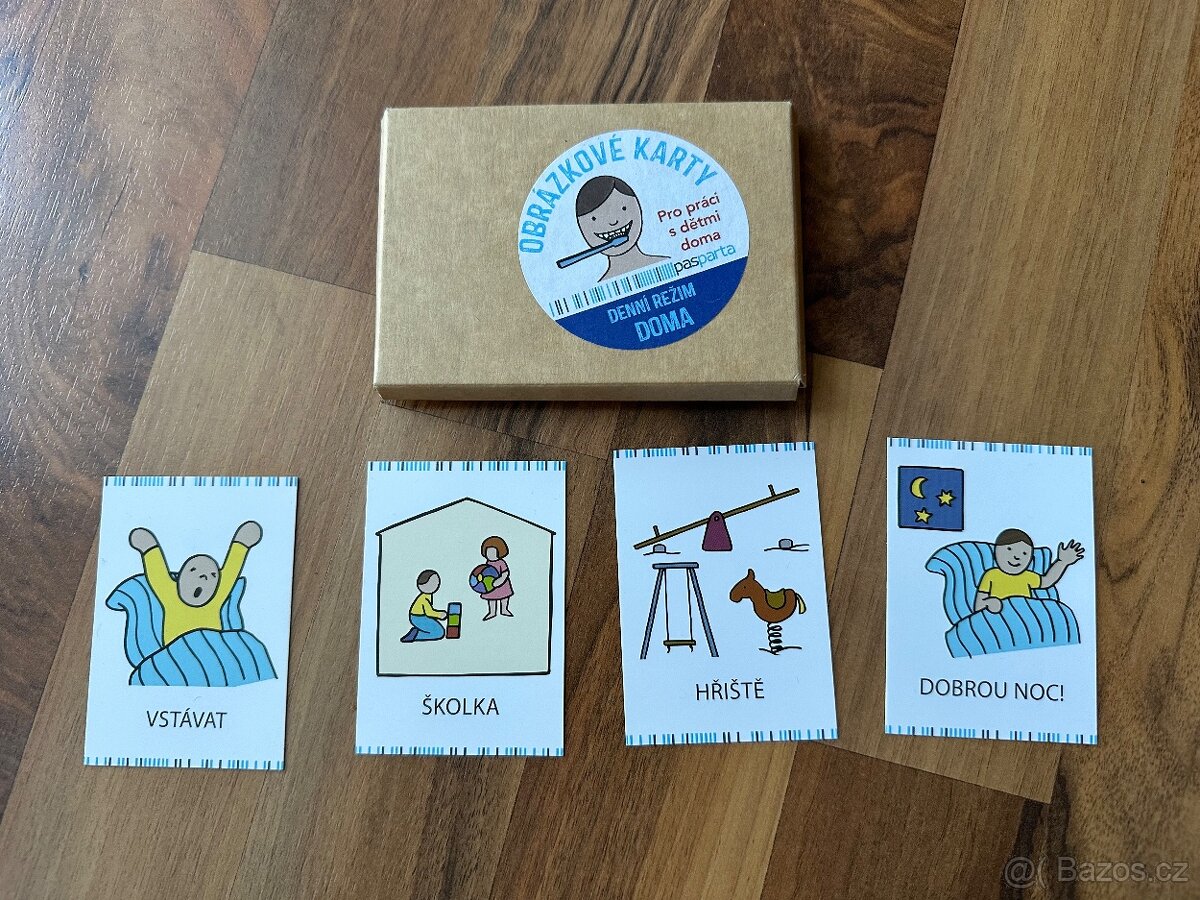 OBRÁZKOVÉ KARTY
Pro práci
s dětmi
doma
pasparta
DENNÍ REŽIM
DOMA
VSTÁVAT
ŠKOLKA
HŘIŠTĚ
DOBROU NOC!
@( Bazos.cz